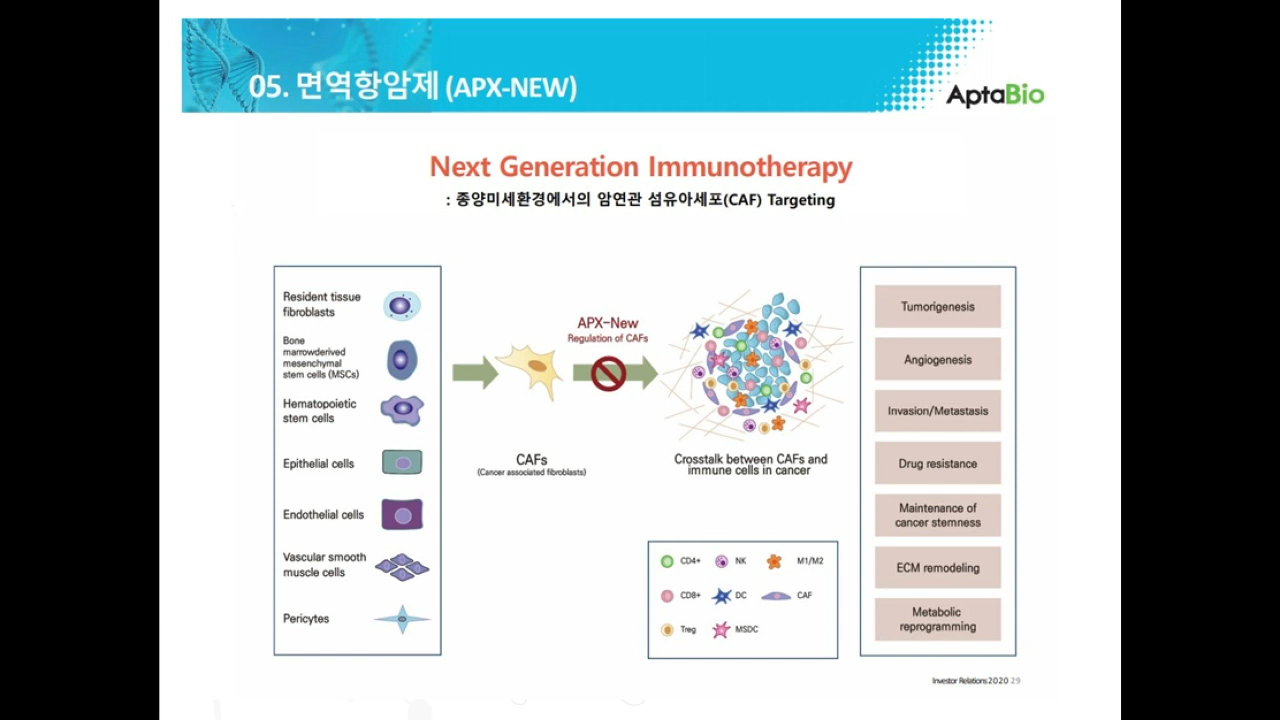 05. 면역항암제 (APX-NEW)
AptaBio
Next Generation Immunotherapy
: 종양미세환경에서의 암연관 섬유아세포(CAF) Targeting
Resident tissue
fibroblasts
Bone
marrowderived
mesenchymal
stem cells (MSCs)
Hematopoietic
stem cells
Epithelial cells
Endothelial cells
Vascular smooth
muscle cells
Pericytes
CAFs
(Cancer associated fibroblasts)
APX-New
Regulation of CAFs
Crosstalk between CAFs and
immune cells in cancer
CD4+
NK
M1/M2
CD8+
DC
CAF
Treg
MSDC
Tumorigenesis
Angiogenesis
Invasion/Metastasis
Drug resistance
Maintenance of
cancer stemness
ECM remodeling
Metabolic
reprogramming
Investor Relations 2020 29